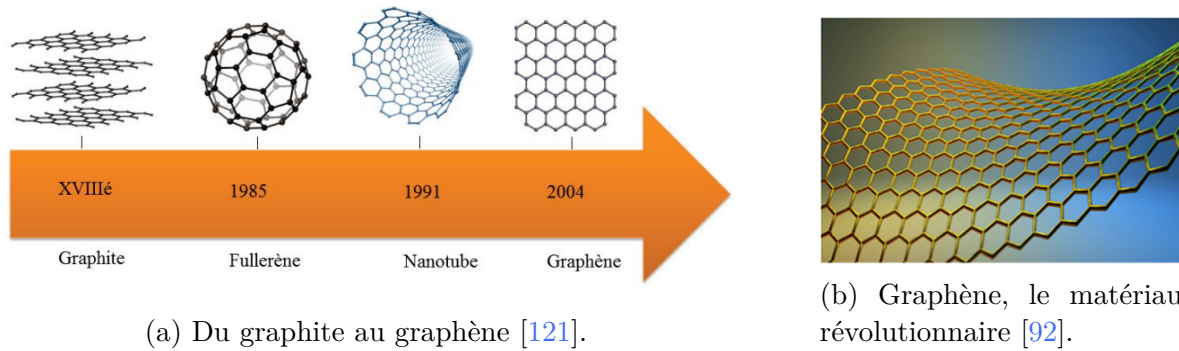 XVIIIé 1985 1991 2004
Graphite Fullerène Nanotube Graphène
(a) Du graphite au graphène [121].
(b) Graphène, le matériau
révolutionnaire [92].